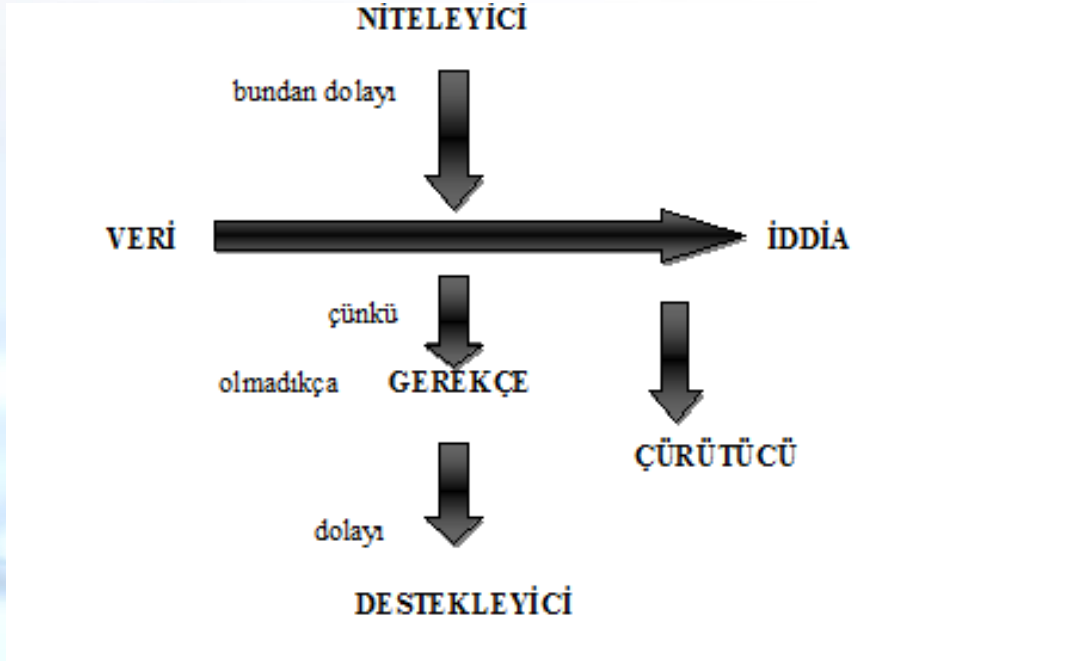 NİTELEYİCİ
bundan dolayı
VERİ İDDİA
çünkü
olmadıkça GEREKÇE
ÇÜRÜTÜCÜ
dolayı
DESTEKLEYİCİ